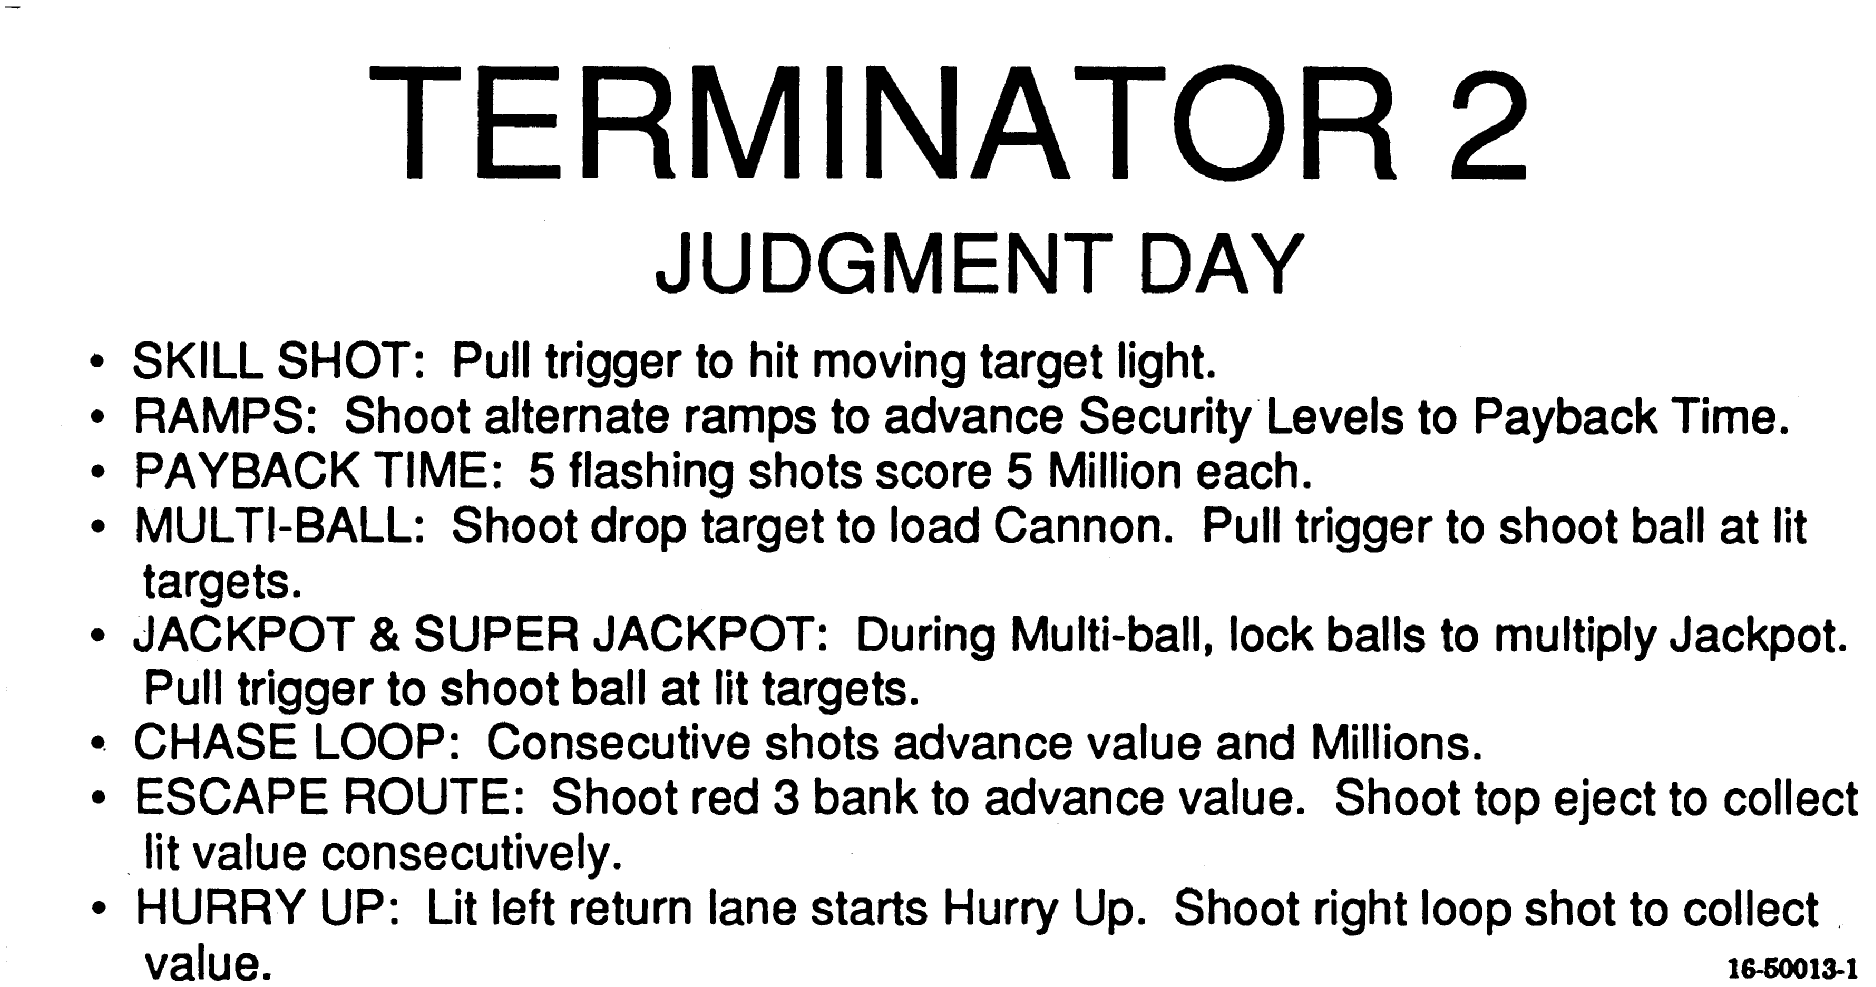 TERMINATOR 2
JUDGMENT DAY
• SKILL SHOT: Pull trigger to hit moving target light.
• RAMPS: Shoot alternate ramps to advance Security Levels to Payback Time.
• PAYBACK TIME: 5 flashing shots score 5 Million each.
• MULTI-BALL: Shoot drop target to load Cannon. Pull trigger to shoot ball at lit
targets.
• JACKPOT & SUPER JACKPOT: During Multi-ball, lock balls to multiply Jackpot.
Pull trigger to shoot ball at lit targets.
• CHASE LOOP: Consecutive shots advance value and Millions.
• ESCAPE ROUTE: Shoot red 3 bank to advance value. Shoot top eject to collect
lit value consecutively.
• HURRY UP: Lit left return lane starts Hurry Up. Shoot right loop shot to collect
value.
16-50013-1